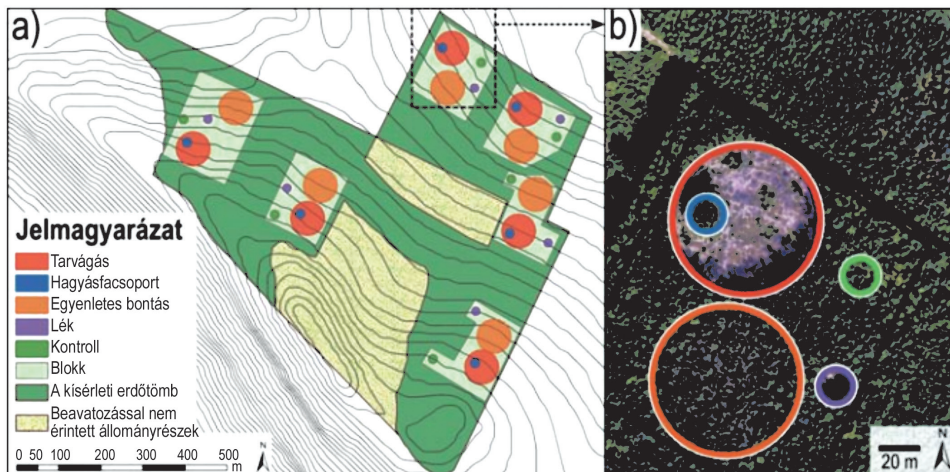 a)
b)
Jelmagyarázat
Tarvágás
Hagyásfacsoport
Egyenletes bontás
Lék
Kontroll
Blokk
A kísérleti erdőtömb
Beavatozással nem
érintett állományrészek
0 50 100 200 300 400 500
m
N
N
20 m